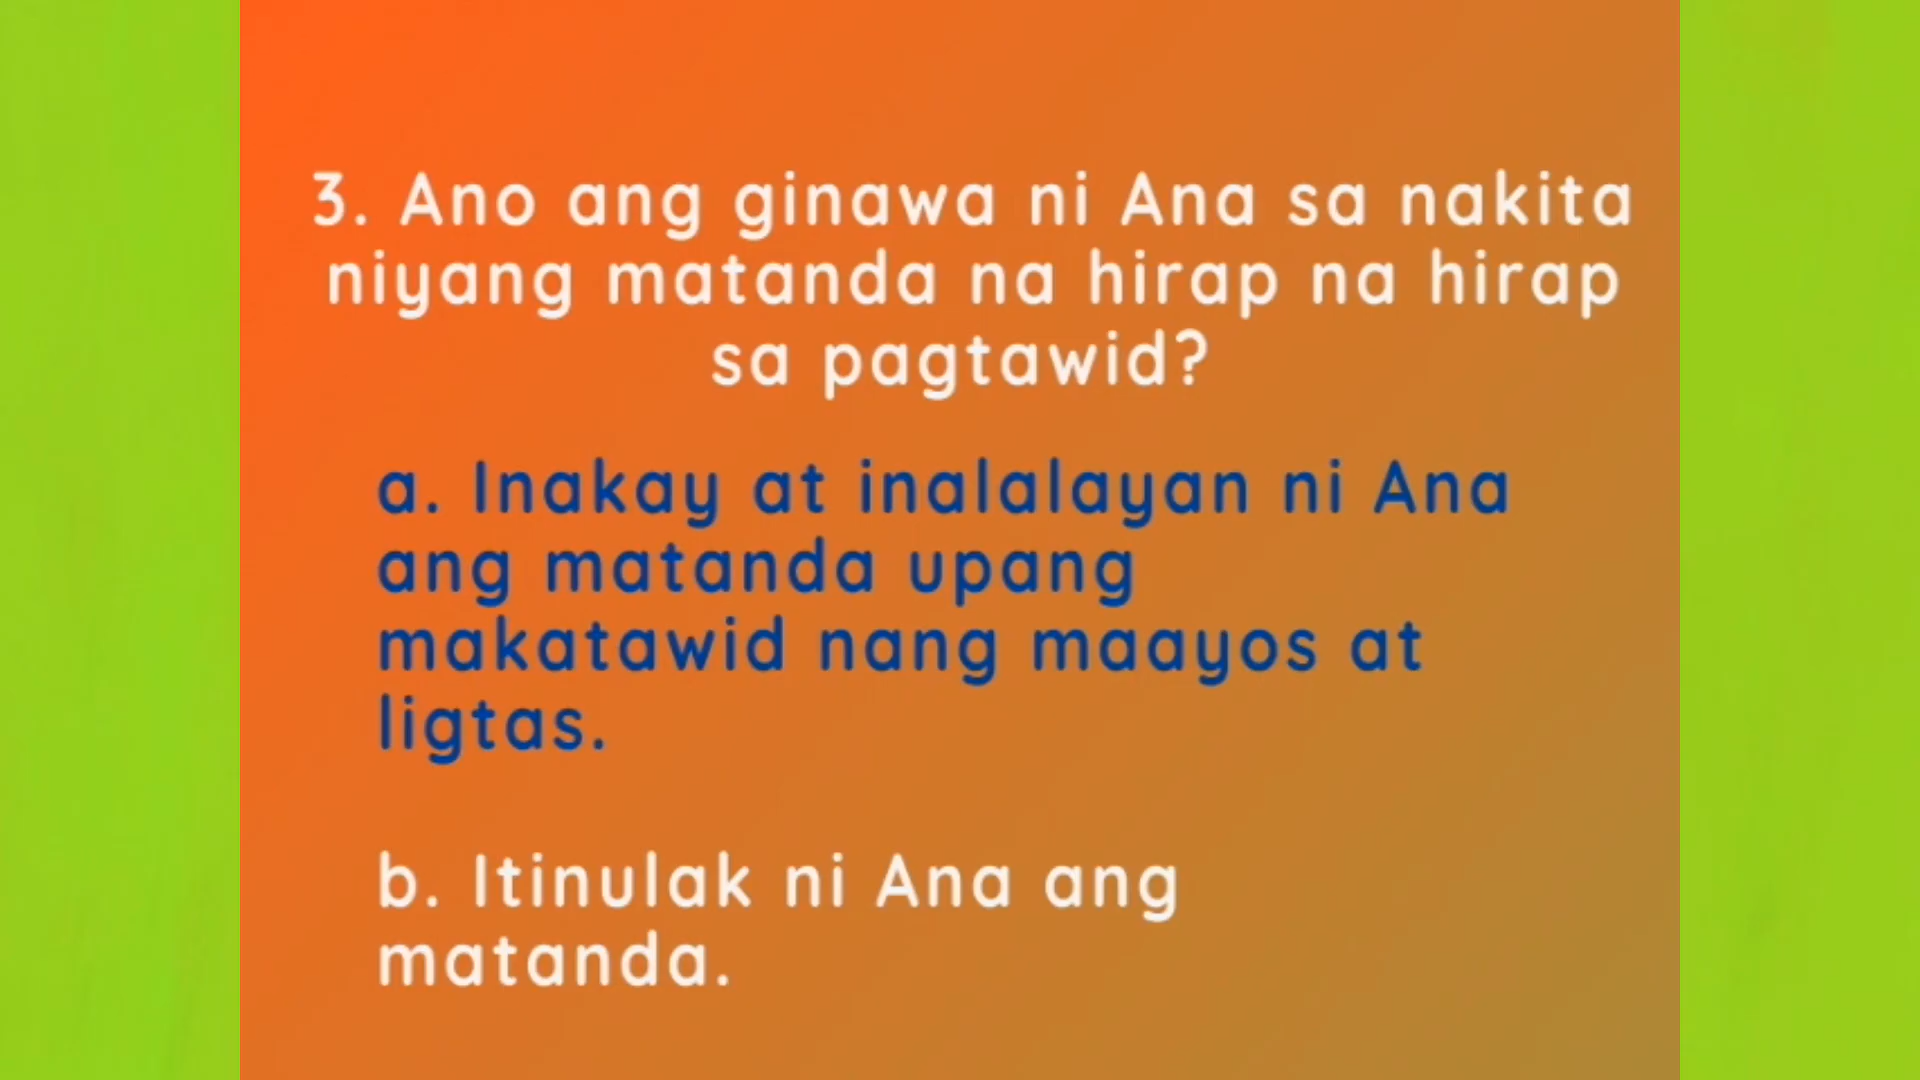 3. Ano ang ginawa ni Ana sa nakita
niyang matanda na hirap na hirap
sa pagtawid?
a. Inakay at inalalayan ni Ana
ang matanda upang
makatawid nang maayos at
ligtas.
b. Itinulak ni Ana ang
matanda.